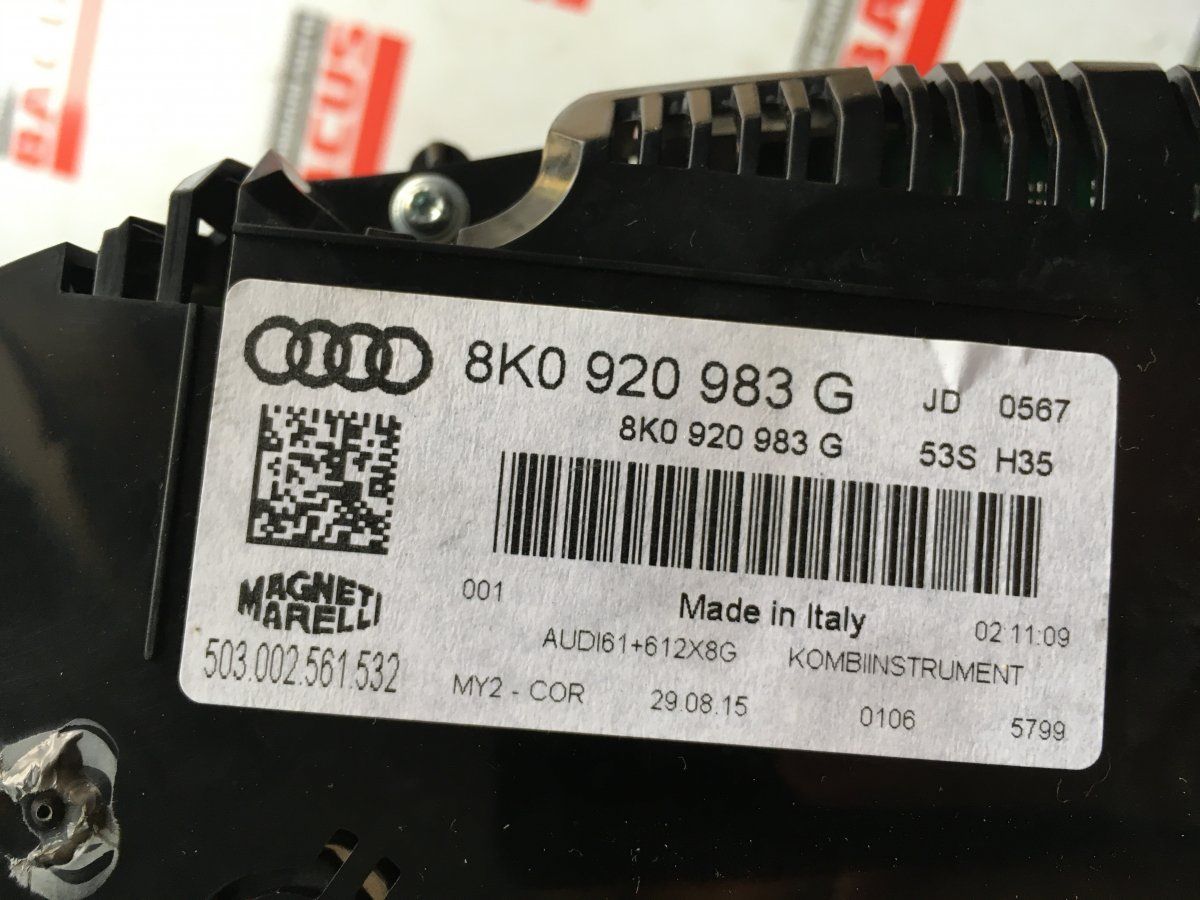 8K0 920 983 G JD 0567
8K0 920 983 G 53S H35
MAGNETI
MARELLI
001 Made in Italy 02 11:09
503.002.561.532 AUDI61+612X8G KOMBIINSTRUMENT
MY2 - COR 29.08.15 0106 5799